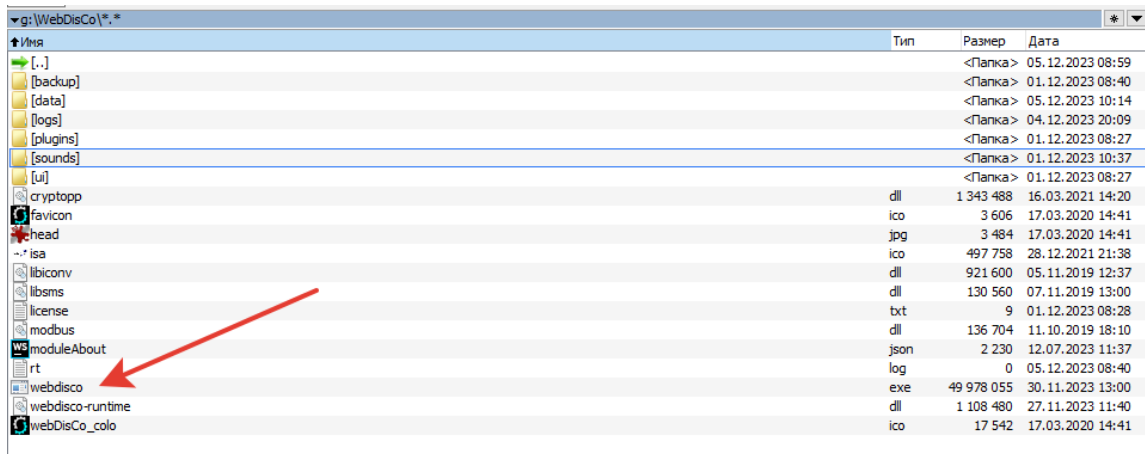 ▾g:\WebDisCo\*.* * ▼
Имя Тип Размер Дата
[..] <Папка> 05.12.2023 08:59
[backup] <Папка> 01.12.2023 08:40
[data] <Папка> 05.12.2023 10:14
[logs] <Папка> 04.12.2023 20:09
[plugins] <Папка> 01.12.2023 08:27
[sounds] <Папка> 01.12.2023 10:37
[ui] <Папка> 01.12.2023 08:27
cryptopp dll 1 343 488 16.03.2021 14:20
favicon ico 3 606 17.03.2020 14:41
head jpg 3 484 17.03.2020 14:41
isa ico 497 758 28.12.2021 21:38
libiconv dll 921 600 05.11.2019 12:37
libsms dll 130 560 07.11.2019 13:00
license txt 9 01.12.2023 08:28
modbus dll 136 704 11.10.2019 18:10
WS moduleAbout json 2 230 12.07.2023 11:37
rt log 0 05.12.2023 08:40
webdisco exe 49 978 055 30.11.2023 13:00
webdisco-runtime dll 1 108 480 27.11.2023 11:40
webDisCo_colo ico 17 542 17.03.2020 14:41